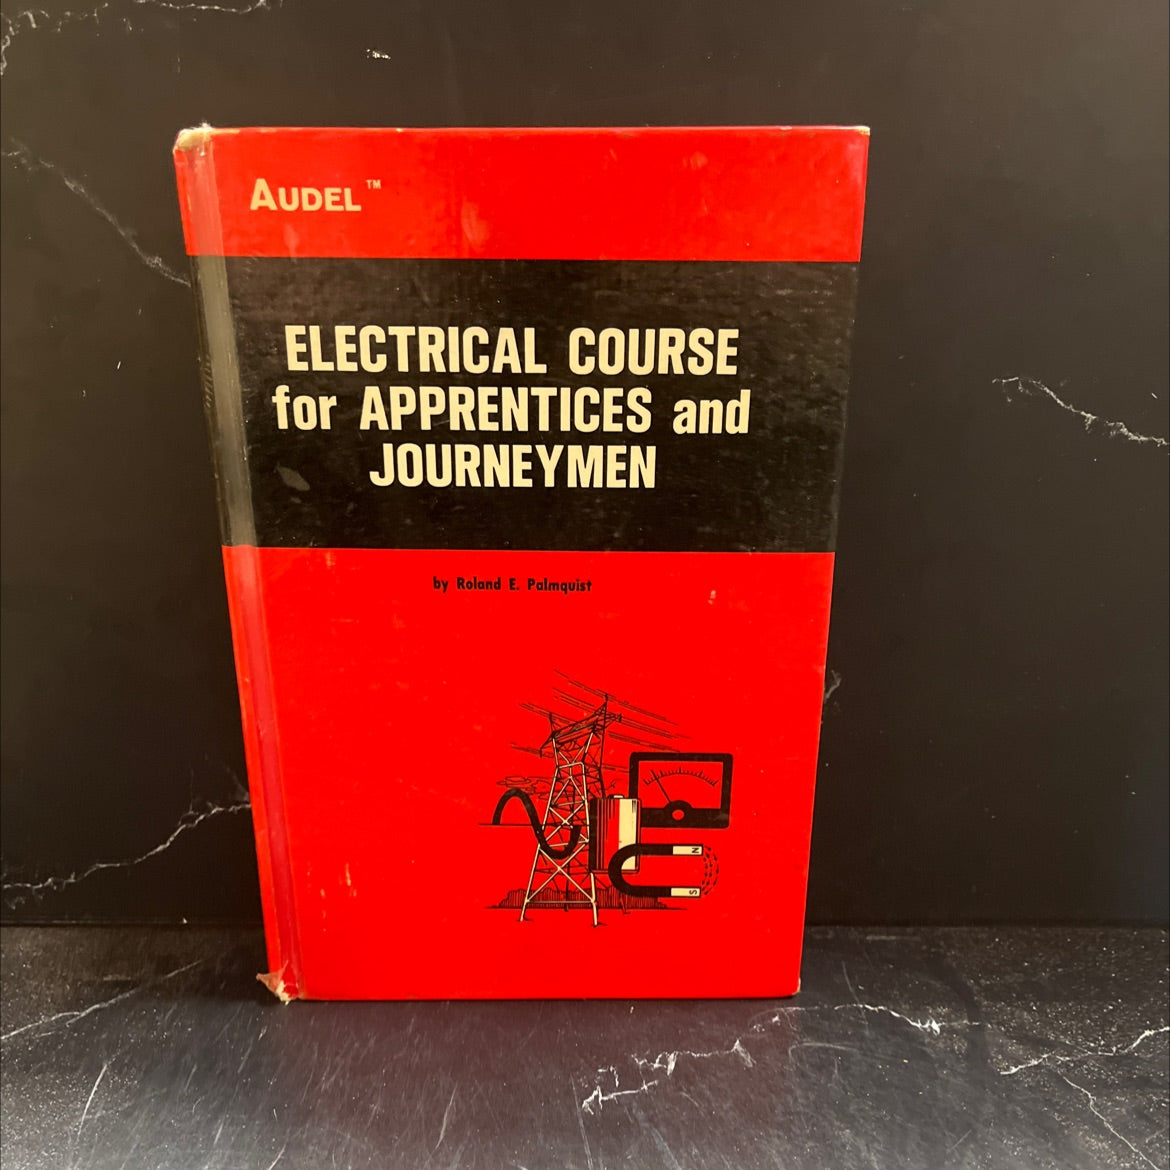 AUDEL™
ELECTRICAL COURSE
for APPRENTICES and
JOURNEYMEN
by Roland E. Palmquist
N
S